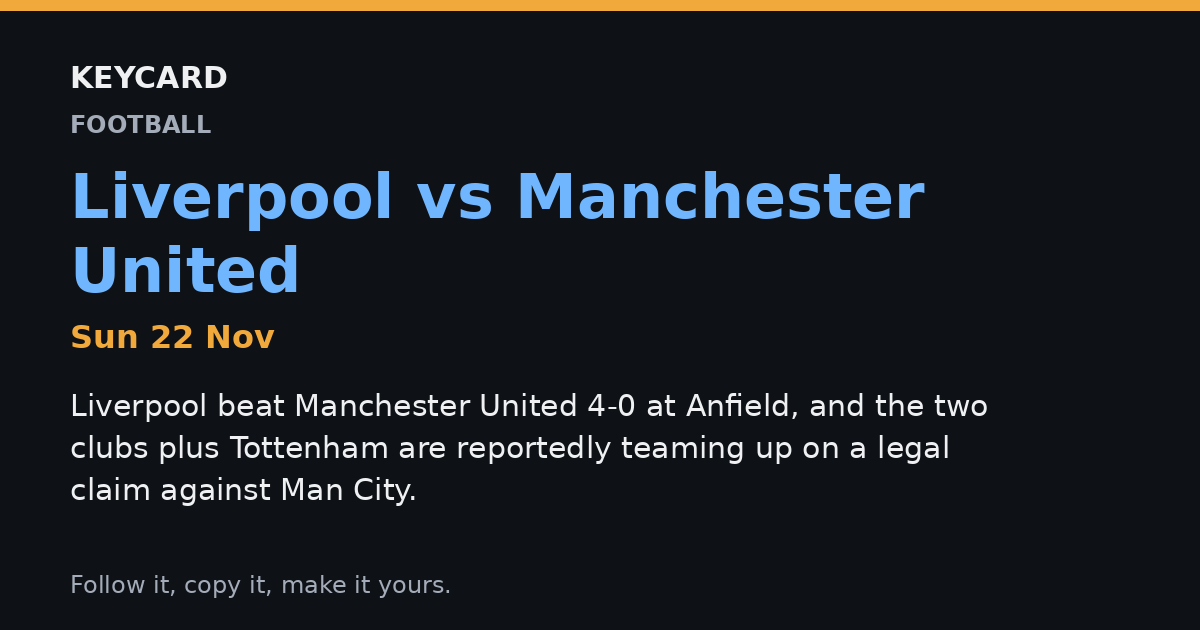 KEYCARD
FOOTBALL
Liverpool vs Manchester
United
Sun 22 Nov
Liverpool beat Manchester United 4-0 at Anfield, and the two
clubs plus Tottenham are reportedly teaming up on a legal
claim against Man City.
Follow it, copy it, make it yours.